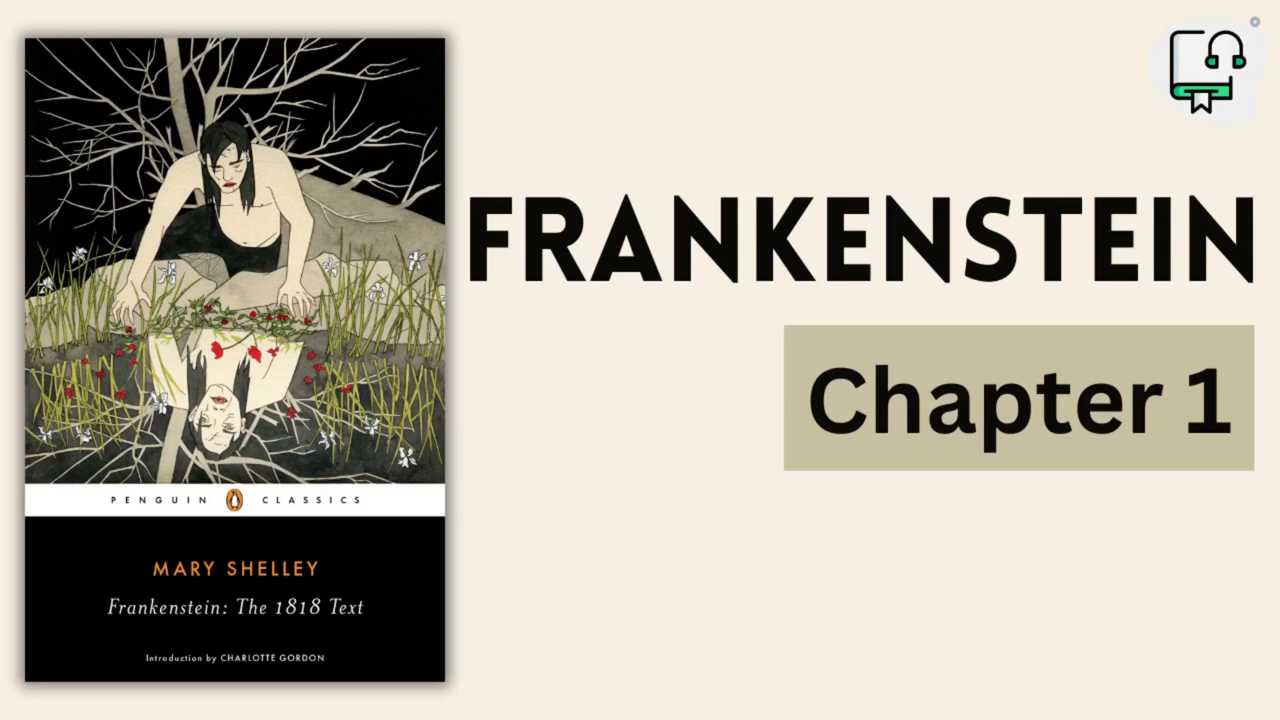 FRANKENSTEIN
Chapter 1
PENGUIN CLASSICS
MARY SHELLEY
Frankenstein: The 1818 Text
Introduction by CHARLOTTE GORDON